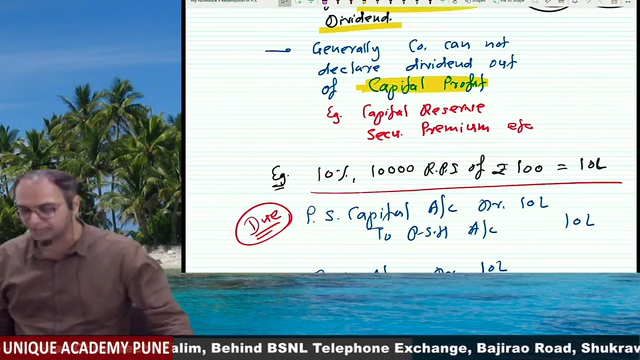 Dividend.
→ Generally Co. can not
declare dividend out
of Capital Profit
Eg. Capital Reserve
Secu. Premium etc
Eg. 10%, 10000 R.P.S of ₹ 100 = 10L
Due
P. S. Capital A/c Dr. 10L
To P.S.H A/c 10L
10L
UNIQUE ACADEMY PUNE
alim, Behind BSNL Telephone Exchange, Bajirao Road, Shukrav